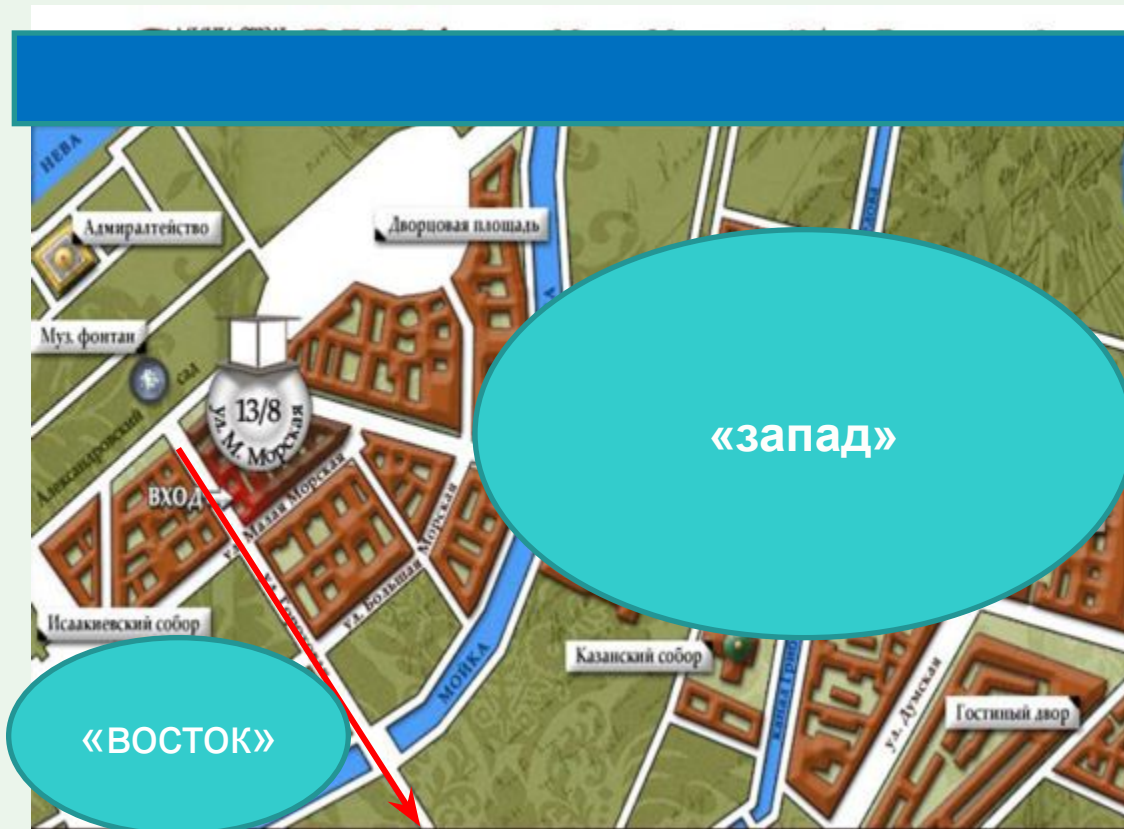 НЕВА
Адмиралтейство
Дворцовая площадь
Муз. фонтан
Александровский сад
13/8
ул. М. Морская
ВХОД
ул. Малая Морская
ул. Большая Морская
«запад»
Исаакиевский собор
МОЙКА
Казанский собор
канал
ул. Думская
Гостиный двор
«ВОСТОК»